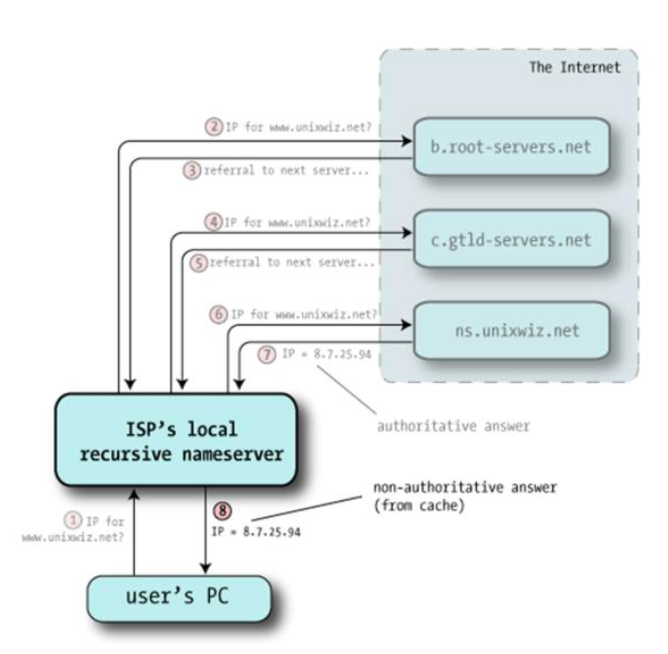 The Internet
② IP for www.unixwiz.net?
b.root-servers.net
③ referral to next server...
④ IP for www.unixwiz.net?
c.gtld-servers.net
⑤ referral to next server...
⑥ IP for www.unixwiz.net?
ns.unixwiz.net
⑦ IP = 8.7.25.94
authoritative answer
ISP's local
recursive nameserver
non-authoritative answer
(from cache)
① IP for
www.unixwiz.net?
⑧
IP = 8.7.25.94
user's PC